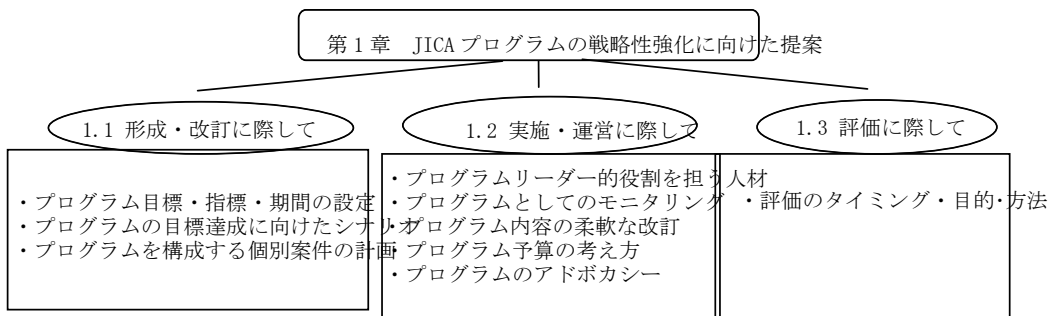 第1章 JICAプログラムの戦略性強化に向けた提案
1.1 形成・改訂に際して
・プログラム目標・指標・期間の設定
・プログラムの目標達成に向けたシナリオ
・プログラムを構成する個別案件の計画
1.2 実施・運営に際して
・プログラムリーダー的役割を担う人材
・プログラムとしてのモニタリング
・プログラム内容の柔軟な改訂
・プログラム予算の考え方
・プログラムのアドボカシー
1.3 評価に際して
・評価のタイミング・目的・方法